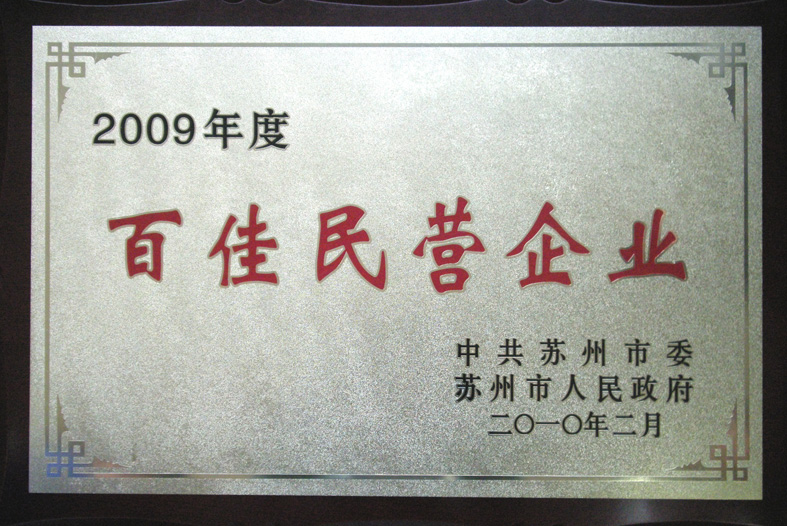 2009年度
百佳民营企业
中共苏州市委
苏州市人民政府
二〇一〇年二月